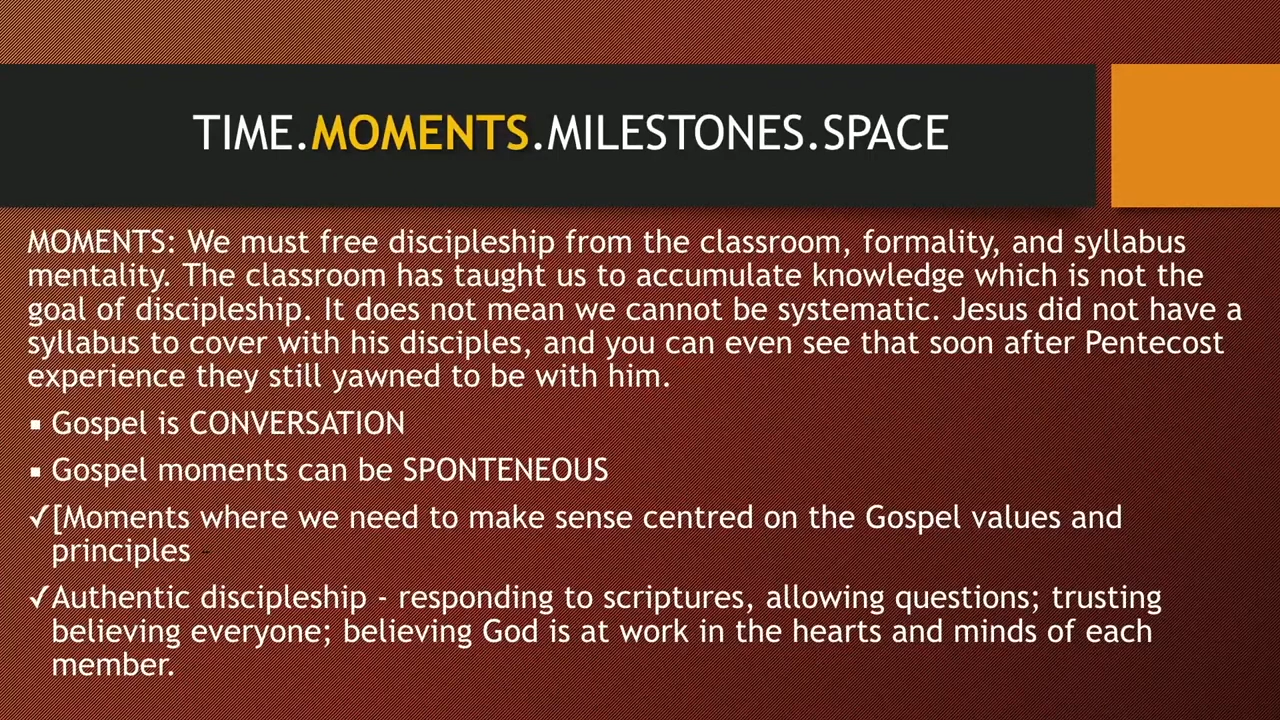 TIME.MOMENTS.MILESTONES.SPACE
MOMENTS: We must free discipleship from the classroom, formality, and syllabus
mentality. The classroom has taught us to accumulate knowledge which is not the
goal of discipleship. It does not mean we cannot be systematic. Jesus did not have a
syllabus to cover with his disciples, and you can even see that soon after Pentecost
experience they still yawned to be with him.
▪ Gospel is CONVERSATION
▪ Gospel moments can be SPONTENEOUS
✓[Moments where we need to make sense centred on the Gospel values and
principles -
✓Authentic discipleship - responding to scriptures, allowing questions; trusting
believing everyone; believing God is at work in the hearts and minds of each
member.